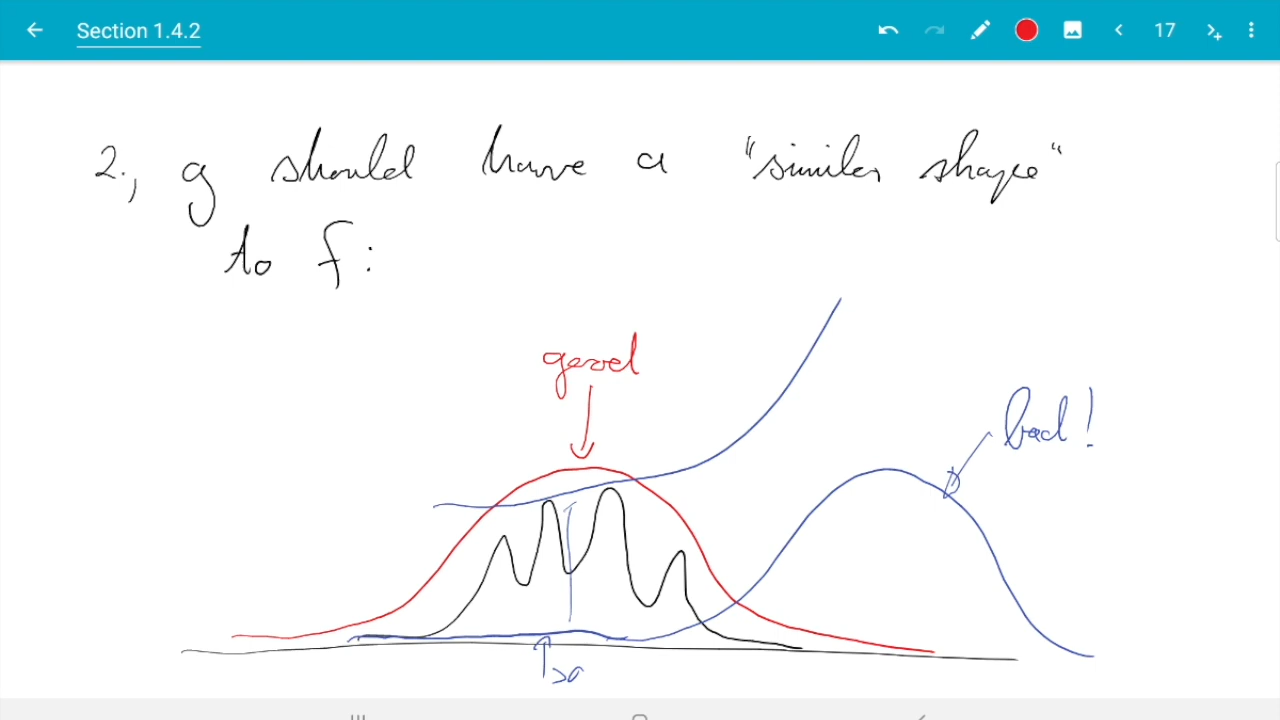 Section 1.4.2
17
2., g should have a "similar shape"
to f:
good
bad!
>0